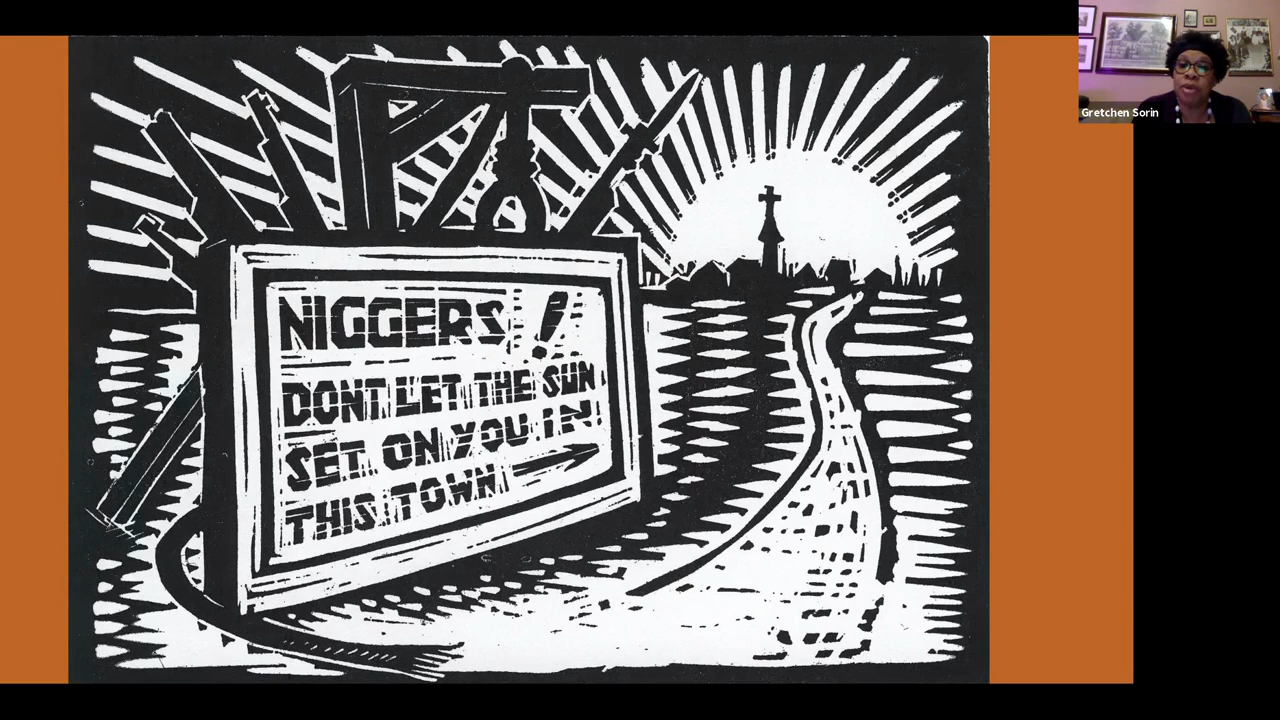 NIGGERS!
DONT LET THE SUN
SET ON YOU IN
THIS TOWN
Gretchen Sorin